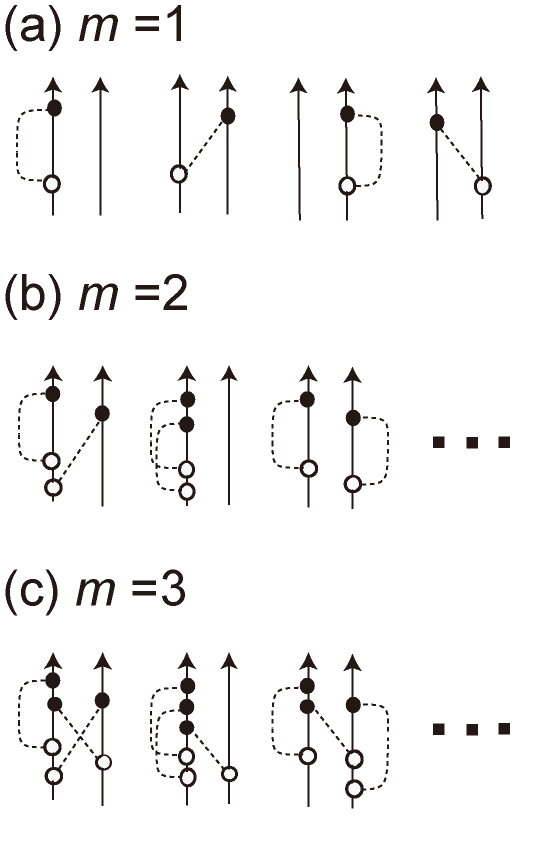 (a) m =1
(b) m =2
(c) m =3